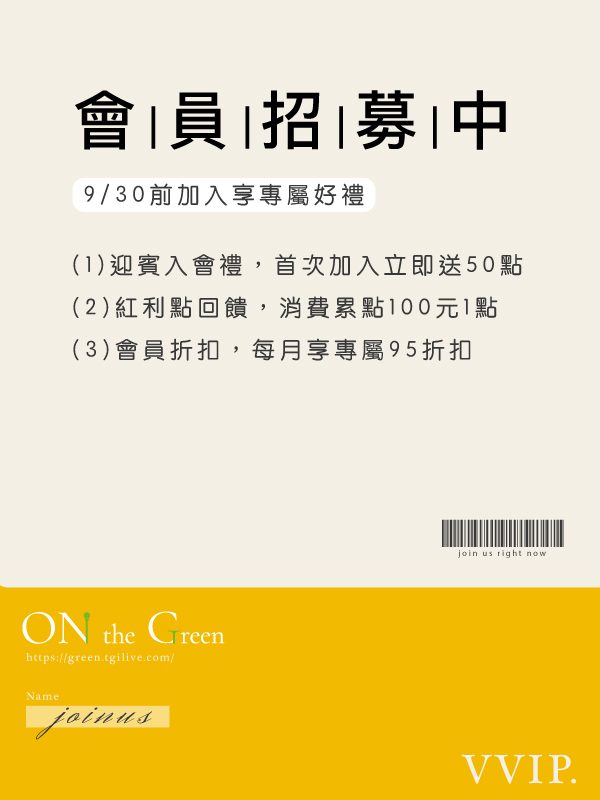 會|員|招|募|中
9/30前加入享專屬好禮
(1)迎賓入會禮，首次加入立即送50點
(2)紅利點回饋，消費累點100元1點
(3)會員折扣，每月享專屬95折扣
join us right now
ON the Green
https://green.tgilive.com/
Name
joinus
VVIP.